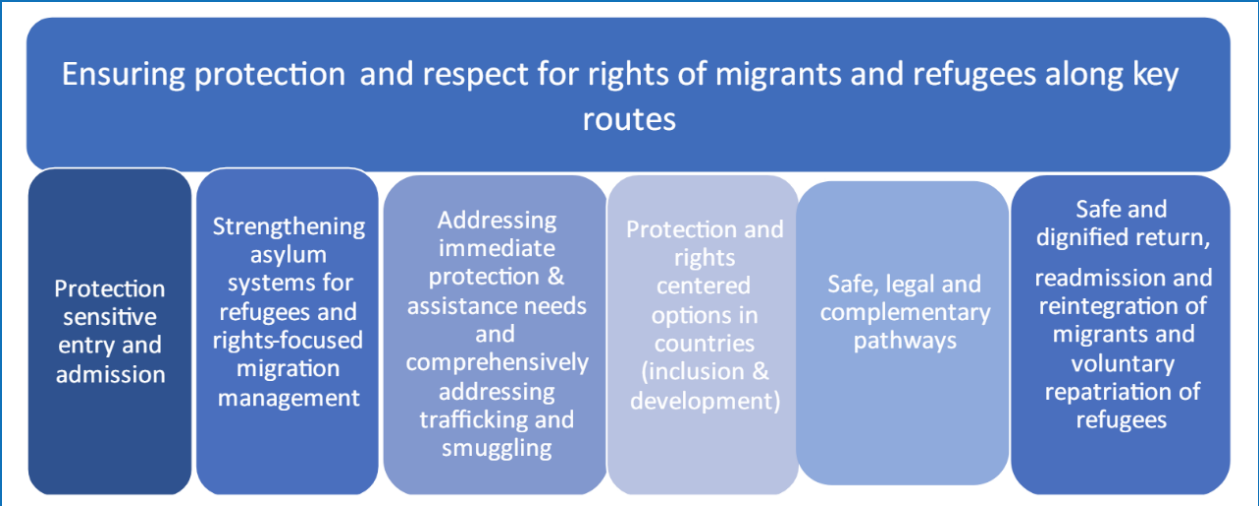 Ensuring protection and respect for rights of migrants and refugees along key
routes
Protection
sensitive
entry and
admission
Strengthening
asylum
systems for
refugees and
rights-focused
migration
management
Addressing
immediate
protection &
assistance needs
and
comprehensively
addressing
trafficking and
smuggling
Protection and
rights
centered
options in
countries
(inclusion &
development)
Safe, legal and
complementary
pathways
Safe and
dignified return,
readmission and
reintegration of
migrants and
voluntary
repatriation of
refugees